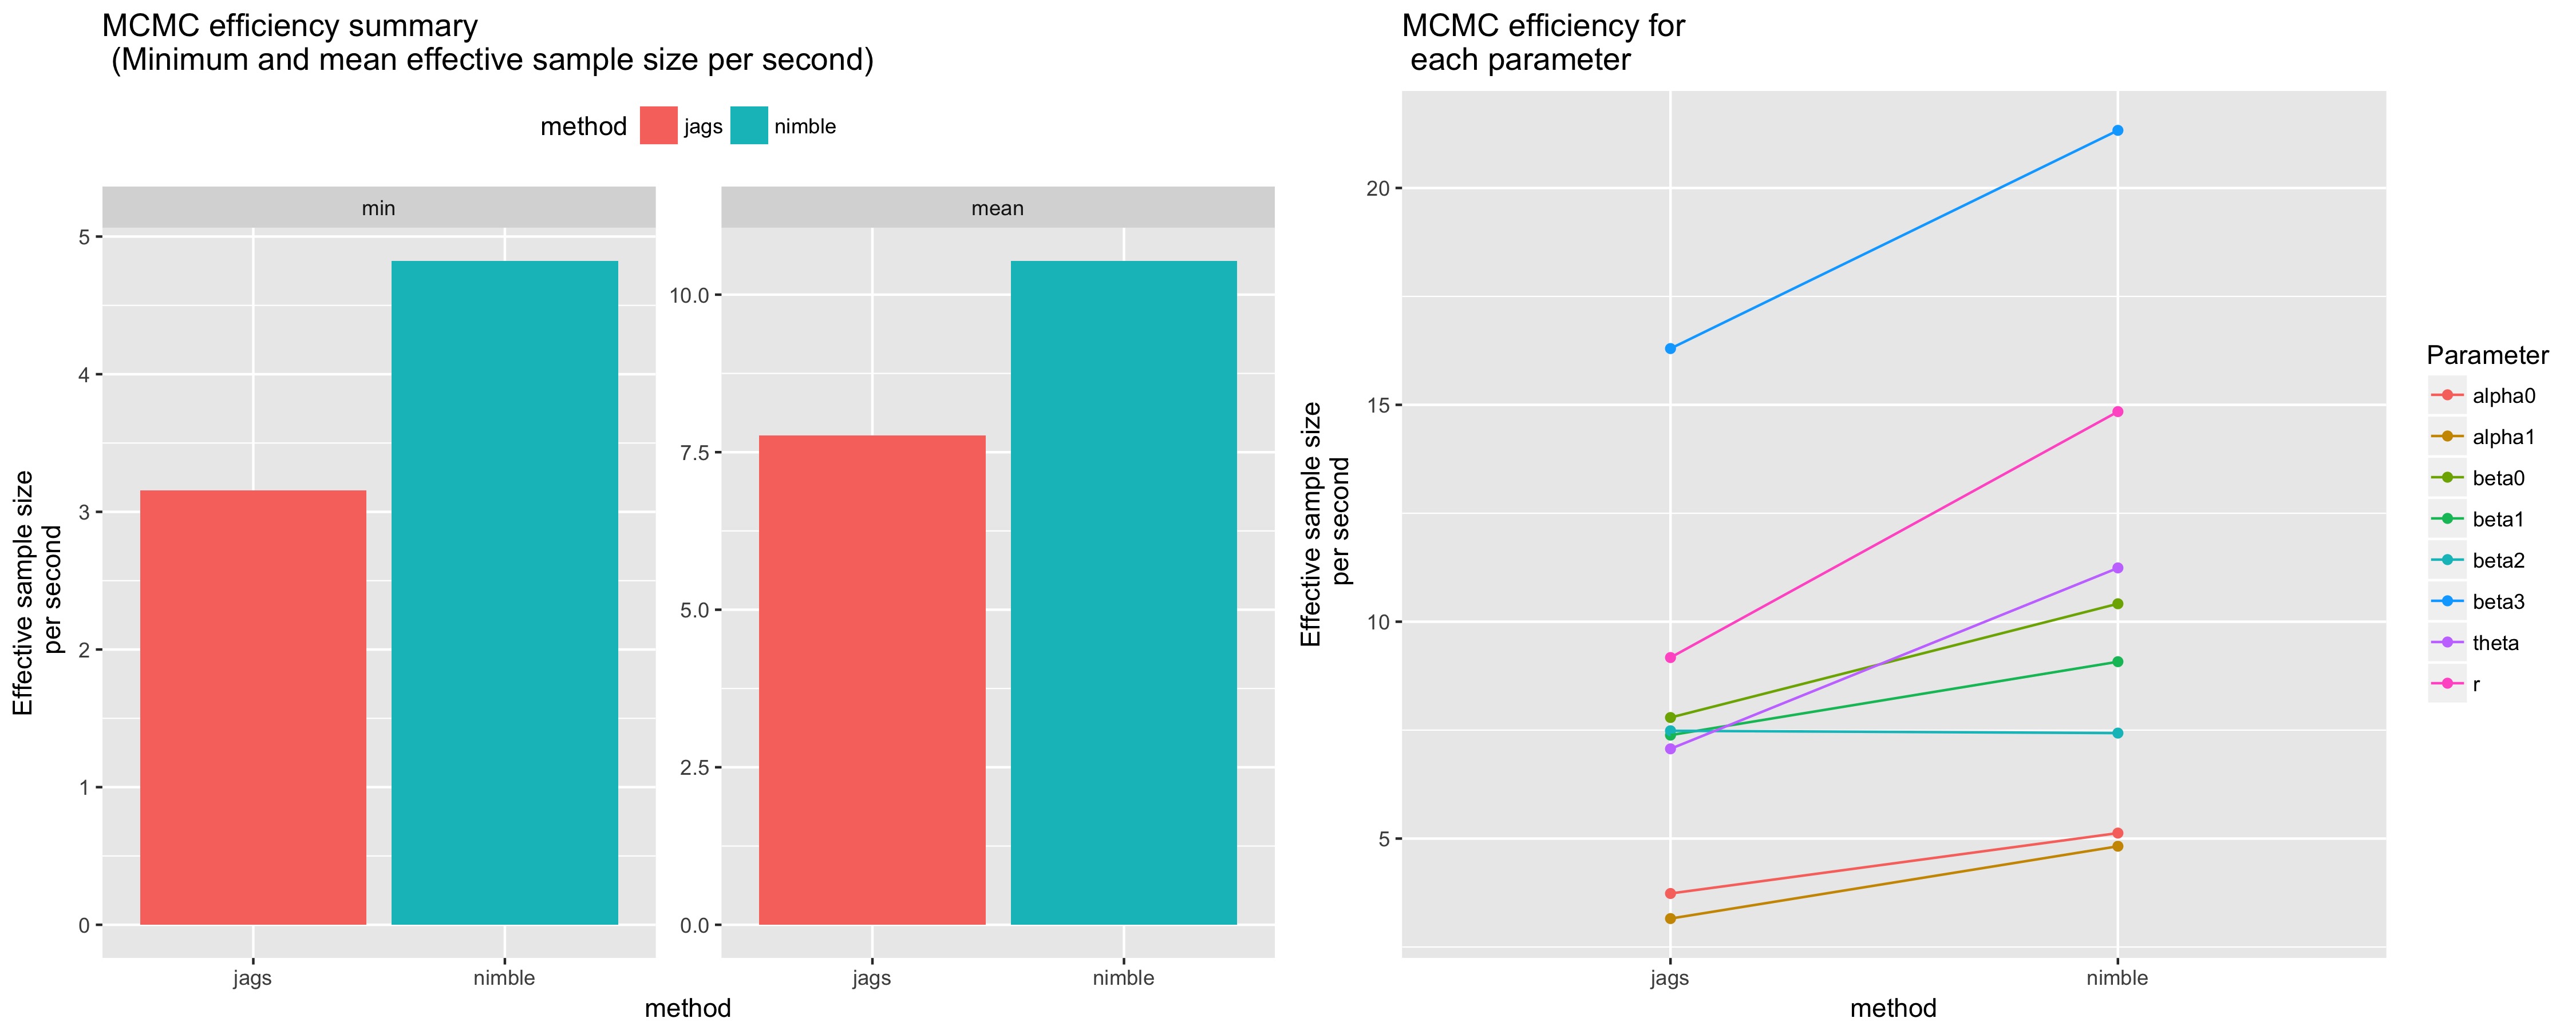 MCMC efficiency summary
(Minimum and mean effective sample size per second)
method jags nimble
min
mean
5
4
3
2
1
0
10.0
7.5
5.0
2.5
0.0
Effective sample size
per second
jags nimble
jags nimble
method
MCMC efficiency for
each parameter
20
15
10
5
Effective sample size
per second
jags nimble
method
Parameter
alpha0
alpha1
beta0
beta1
beta2
beta3
theta
r